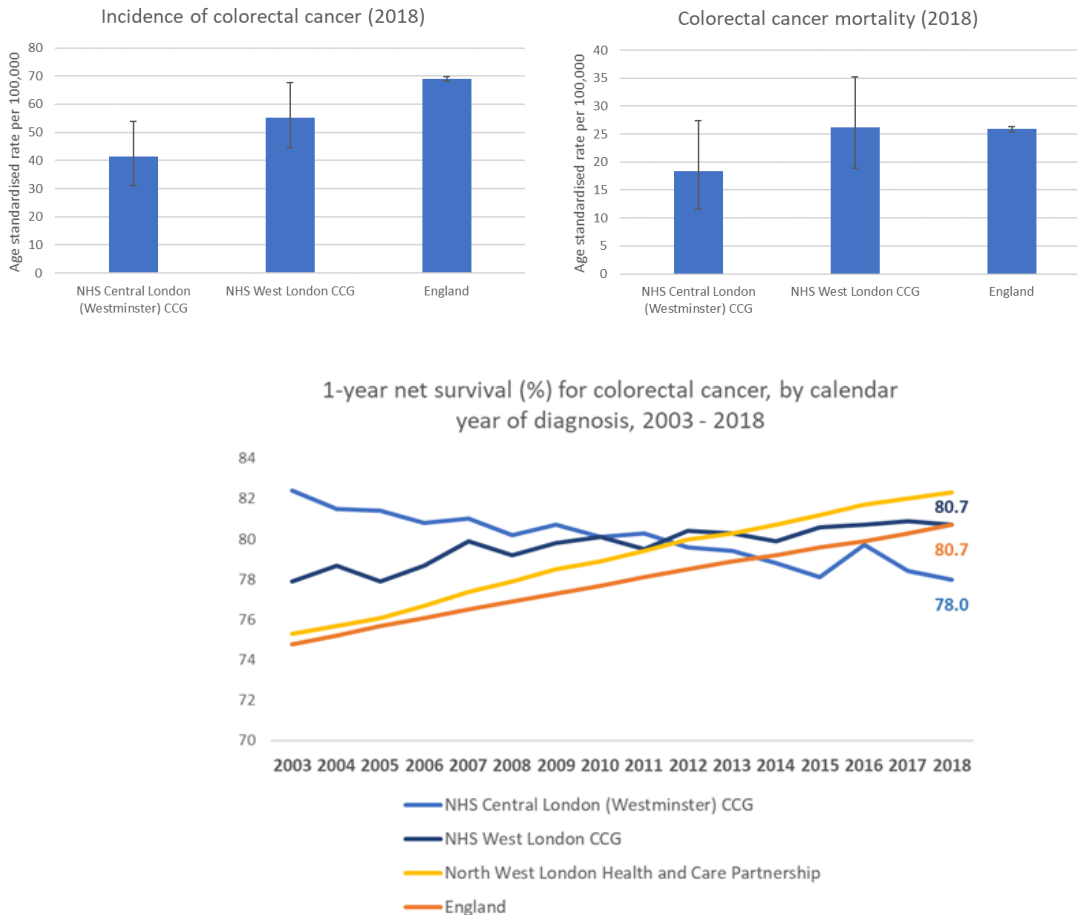 Incidence of colorectal cancer (2018)
Age standardised rate per 100,000
80
70
60
50
40
30
20
10
0
NHS Central London
(Westminster) CCG
NHS West London CCG
England
Colorectal cancer mortality (2018)
Age standardised rate per 100,000
40
35
30
25
20
15
10
5
0
NHS Central London
(Westminster) CCG
NHS West London CCG
England
1-year net survival (%) for colorectal cancer, by calendar
year of diagnosis, 2003 - 2018
84
82
80
78
76
74
72
70
80.7
80.7
78.0
2003 2004 2005 2006 2007 2008 2009 2010 2011 2012 2013 2014 2015 2016 2017 2018
NHS Central London (Westminster) CCG
NHS West London CCG
North West London Health and Care Partnership
England